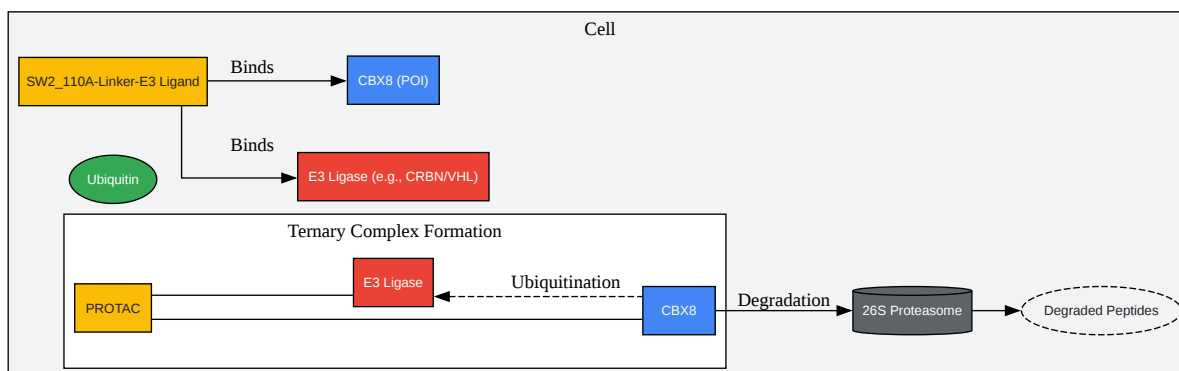 Cell
SW2_110A-Linker-E3 Ligand
Binds
CBX8 (POI)
Binds
E3 Ligase (e.g., CRBN/VHL)
Ubiquitin
Ternary Complex Formation
E3 Ligase
Ubiquitination
PROTAC
CBX8
Degradation
26S Proteasome
Degraded Peptides